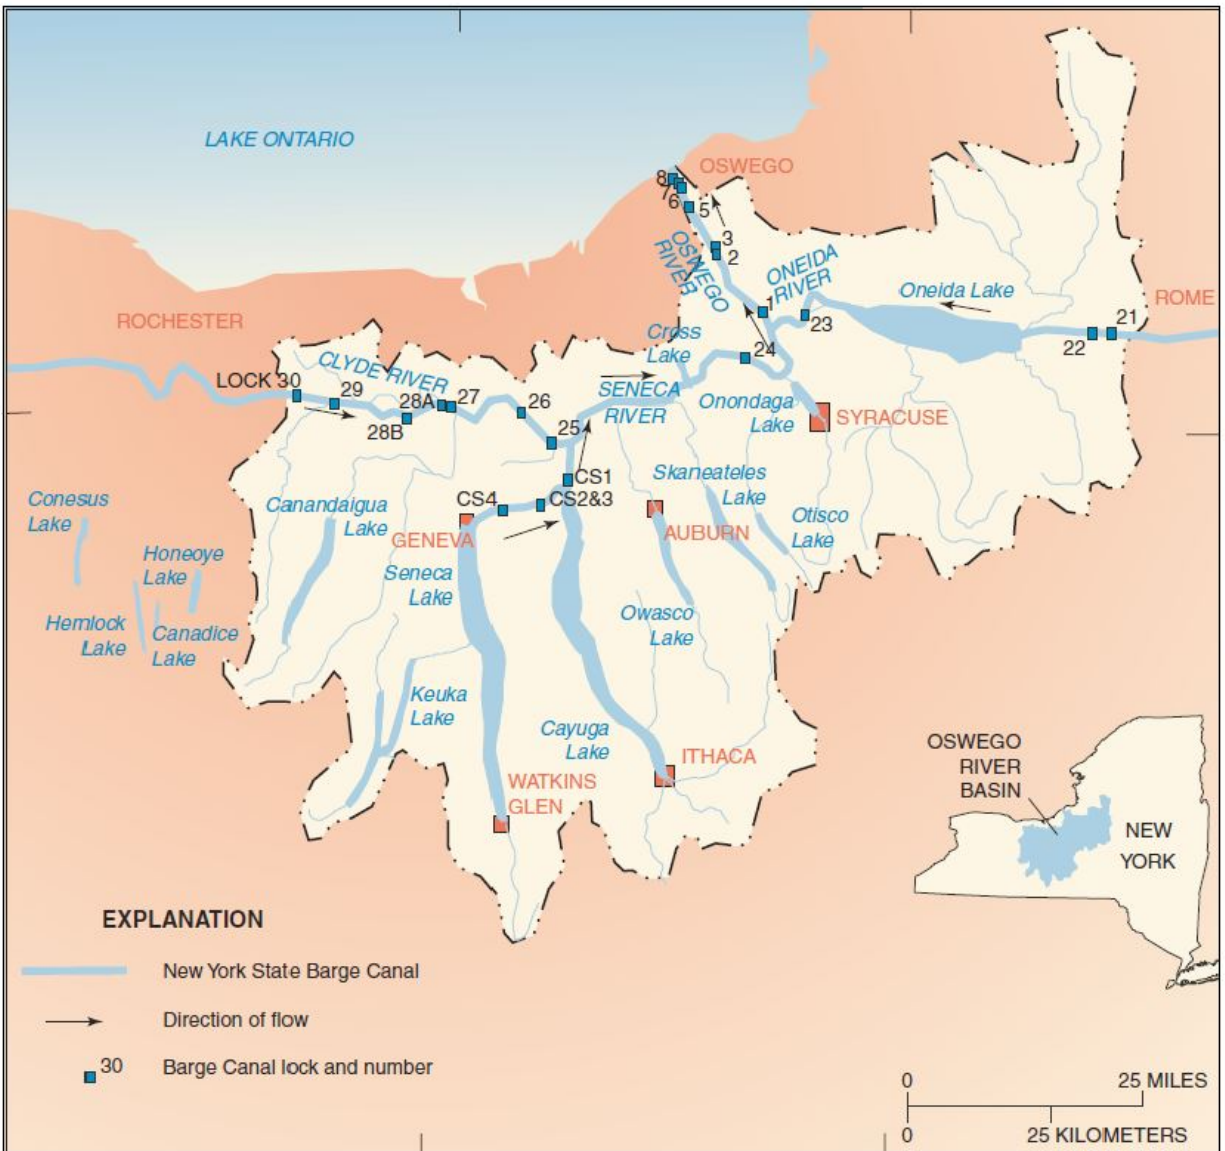 LAKE ONTARIO
OSWEGO
8
7
6
5
3
2
OSWEGO
RIVER
ONEIDA
RIVER
1
23
Oneida Lake
ROME
21
22
ROCHESTER
Cross
Lake
24
CLYDE RIVER
LOCK 30
29
28A
27
28B
26
25
SENECA
RIVER
Onondaga
Lake
SYRACUSE
CS1
CS4
CS2&3
Skaneateles
Lake
Conesus
Lake
Canandaigua
Lake
GENEVA
AUBURN
Otisco
Lake
Honeoye
Lake
Seneca
Lake
Hemlock
Lake
Canadice
Lake
Owasco
Lake
Keuka
Lake
Cayuga
Lake
ITHACA
WATKINS
GLEN
OSWEGO
RIVER
BASIN
NEW
YORK
EXPLANATION
New York State Barge Canal
Direction of flow
30 Barge Canal lock and number
0 25 MILES
0 25 KILOMETERS